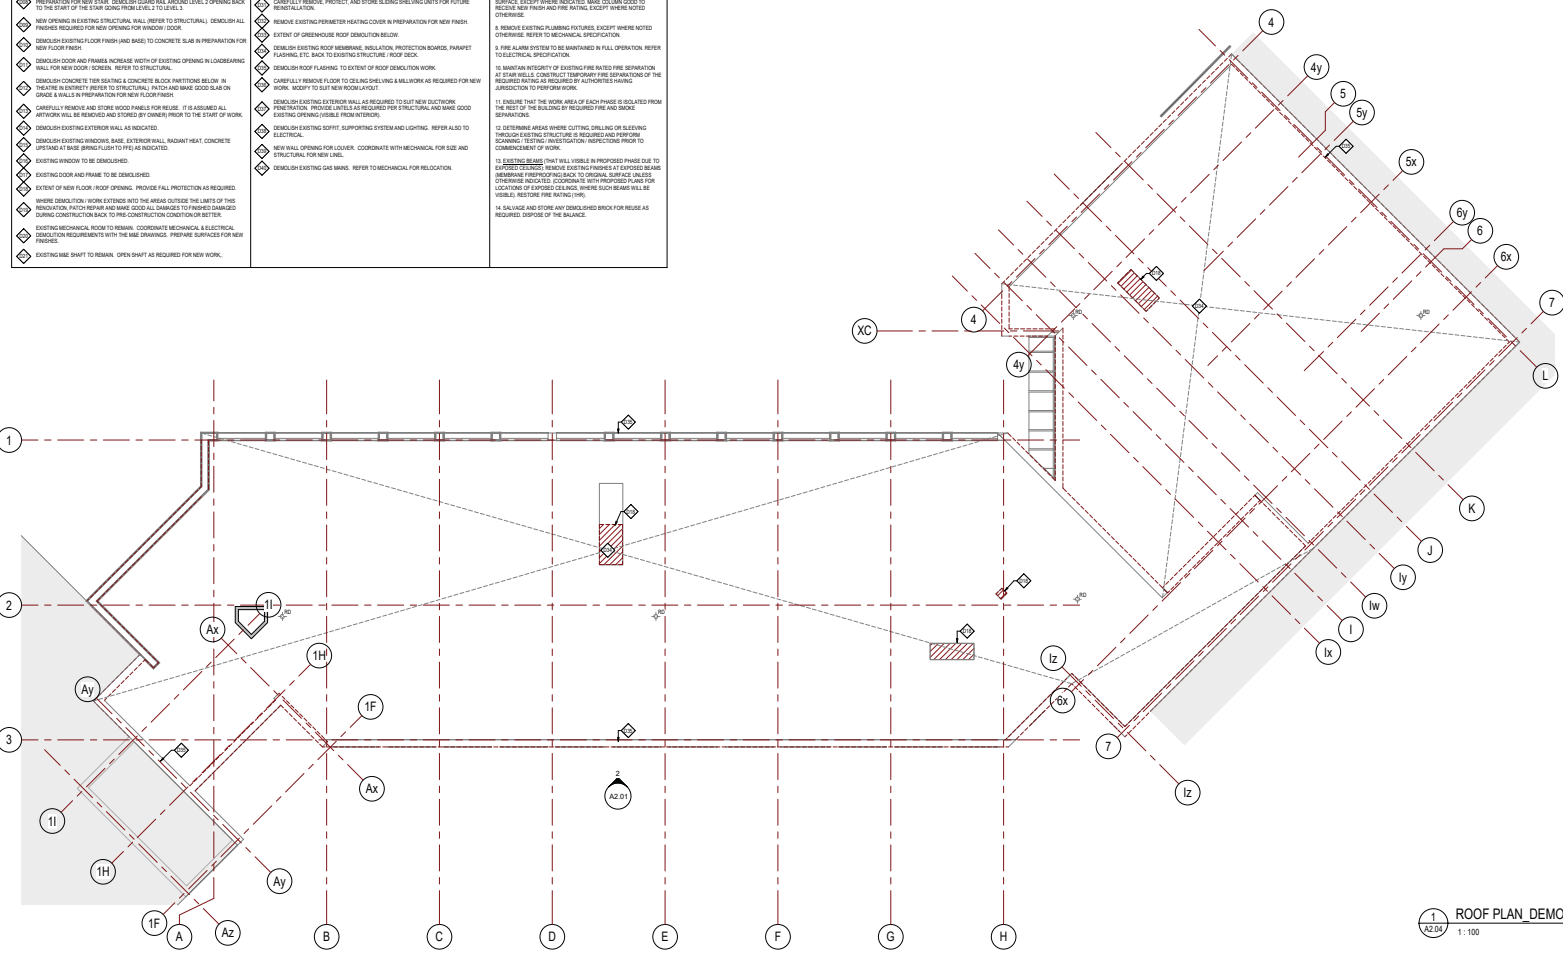 D208 PREPARATION FOR NEW STAIR. DEMOLISH GUARD RAIL AROUND LEVEL 2 OPENING BACK
TO THE START OF THE STAIR GOING FROM LEVEL 2 TO LEVEL 3.
D209 NEW OPENING IN EXISTING STRUCTURAL WALL (REFER TO STRUCTURAL). DEMOLISH ALL
FINISHES REQUIRED FOR NEW OPENING FOR WINDOW / DOOR.
DEMOLISH EXISTING FLOOR FINISH (AND BASE) TO CONCRETE SLAB IN PREPARATION FOR
NEW FLOOR FINISH.
DEMOLISH DOOR AND FRAME& INCREASE WIDTH OF EXISTING OPENING IN LOADBEARING
WALL FOR NEW DOOR / SCREEN. REFER TO STRUCTURAL.
DEMOLISH CONCRETE TIER SEATING & CONCRETE BLOCK PARTITIONS BELOW IN
THEATRE IN ENTIRETY (REFER TO STRUCTURAL) PATCH AND MAKE GOOD SLAB ON
GRADE & WALLS IN PREPARATION FOR NEW FLOOR FINISH.
CAREFULLY REMOVE AND STORE WOOD PANELS FOR REUSE. IT IS ASSUMED ALL
ARTWORK WILL BE REMOVED AND STORED (BY OWNER) PRIOR TO THE START OF WORK.
DEMOLISH EXISTING EXTERIOR WALL AS INDICATED.
DEMOLISH EXISTING WINDOWS, BASE, EXTERIOR WALL, RADIANT HEAT, CONCRETE
UPSTAND AT BASE (BRING FLUSH TO FFE) AS INDICATED.
EXISTING WINDOW TO BE DEMOLISHED.
EXISTING DOOR AND FRAME TO BE DEMOLISHED.
EXTENT OF NEW FLOOR / ROOF OPENING. PROVIDE FALL PROTECTION AS REQUIRED.
WHERE DEMOLITION / WORK EXTENDS INTO THE AREAS OUTSIDE THE LIMITS OF THIS
RENOVATION, PATCH REPAIR AND MAKE GOOD ALL DAMAGES TO FINISHED DAMAGED
DURING CONSTRUCTION BACK TO PRE-CONSTRUCTION CONDITION OR BETTER.
EXISTING MECHANICAL ROOM TO REMAIN. COORDINATE MECHANICAL & ELECTRICAL
DEMOLITION REQUIREMENTS WITH THE M&E DRAWINGS. PREPARE SURFACES FOR NEW
FINISHES.
EXISTING M&E SHAFT TO REMAIN. OPEN SHAFT AS REQUIRED FOR NEW WORK,
CAREFULLY REMOVE, PROTECT, AND STORE SLIDING SHELVING UNITS FOR FUTURE
REINSTALLATION.
REMOVE EXISTING PERIMETER HEATING COVER IN PREPARATION FOR NEW FINISH.
EXTENT OF GREENHOUSE ROOF DEMOLITION BELOW.
DEMLISH EXISTING ROOF MEMBRANE, INSULATION, PROTECTION BOARDS, PARAPET
FLASHING, ETC. BACK TO EXISTING STRUCTURE / ROOF DECK.
DEMOLISH ROOF FLASHING TO EXTENT OF ROOF DEMOLITION WORK.
CAREFULLY REMOVE FLOOR TO CEILING SHELVING & MILLWORK AS REQUIRED FOR NEW
WORK. MODIFY TO SUIT NEW ROOM LAYOUT.
DEMOLISH EXISTING EXTERIOR WALL AS REQUIRED TO SUIT NEW DUCTWORK
PENETRATION. PROVIDE LINTELS AS REQUIRED PER STRUCTURAL AND MAKE GOOD
EXISTING OPENING (VISIBLE FROM INTERIOR).
DEMOLISH EXISTING SOFFIT, SUPPORTING SYSTEM AND LIGHTING. REFER ALSO TO
ELECTRICAL.
NEW WALL OPENING FOR LOUVER. COORDINATE WITH MECHANICAL FOR SIZE AND
STRUCTURAL FOR NEW LINEL.
DEMOLISH EXISTING GAS MAINS. REFER TO MECHANCIAL FOR RELOCATION.
SURFACE, EXCEPT WHERE INDICATED. MAKE COLUMN GOOD TO
RECEIVE NEW FINISH AND FIRE RATING, EXCEPT WHERE NOTED
OTHERWISE.
8. REMOVE EXISTING PLUMBING FIXTURES, EXCEPT WHERE NOTED
OTHERWISE. REFER TO MECHANICAL SPECIFICATION.
9. FIRE ALARM SYSTEM TO BE MAINTAINED IN FULL OPERATION. REFER
TO ELECTRICAL SPECIFICATION.
10. MAINTAIN INTEGRITY OF EXISTING FIRE RATED FIRE SEPARATION
AT STAIR WELLS. CONSTRUCT TEMPORARY FIRE SEPARATIONS OF THE
REQUIRED RATING AS REQUIRED BY AUTHORITIES HAVING
JURISDICTION TO PERFORM WORK.
11. ENSURE THAT THE WORK AREA OF EACH PHASE IS ISOLATED FROM
THE REST OF THE BUILDING BY REQUIRED FIRE AND SMOKE
SEPARATIONS.
12. DETERMINE AREAS WHERE CUTTING, DRILLING OR SLEEVING
THROUGH EXISTING STRUCTURE IS REQUIRED AND PERFORM
SCANNING / TESTING / INVESTIGATION / INSPECTIONS PRIOR TO
COMMENCEMENT OF WORK.
13. EXISTING BEAMS (THAT WILL VISIBLE IN PROPOSED PHASE DUE TO
EXPOSED CEILINGS): REMOVE EXISTING FINISHES AT EXPOSED BEAMS
(MEMBRANE FIREPROOFING) BACK TO ORIGINAL SURFACE UNLESS
OTHERWISE INDICATED. (COORDINATE WITH PROPOSED PLANS FOR
LOCATIONS OF EXPOSED CEILINGS, WHERE SUCH BEAMS WILL BE
VISIBLE). RESTORE FIRE RATING (1HR).
14. SALVAGE AND STORE ANY DEMOLISHED BRICK FOR REUSE AS
REQUIRED. DISPOSE OF THE BALANCE.
4
4y
5
5y
5x
6y
6
6x
7
L
XC
4
4y
RD
RD
1
2
3
1I
RD
RD
RD
Ax
1H
Ay
1F
Ax
1I
1H
Ay
1F
A
Az
B
C
D
E
F
G
H
2
A2.01
K
J
Iy
Iw
I
Ix
Iz
6x
7
Iz
1
A2.04
ROOF PLAN_DEMO
1 : 100